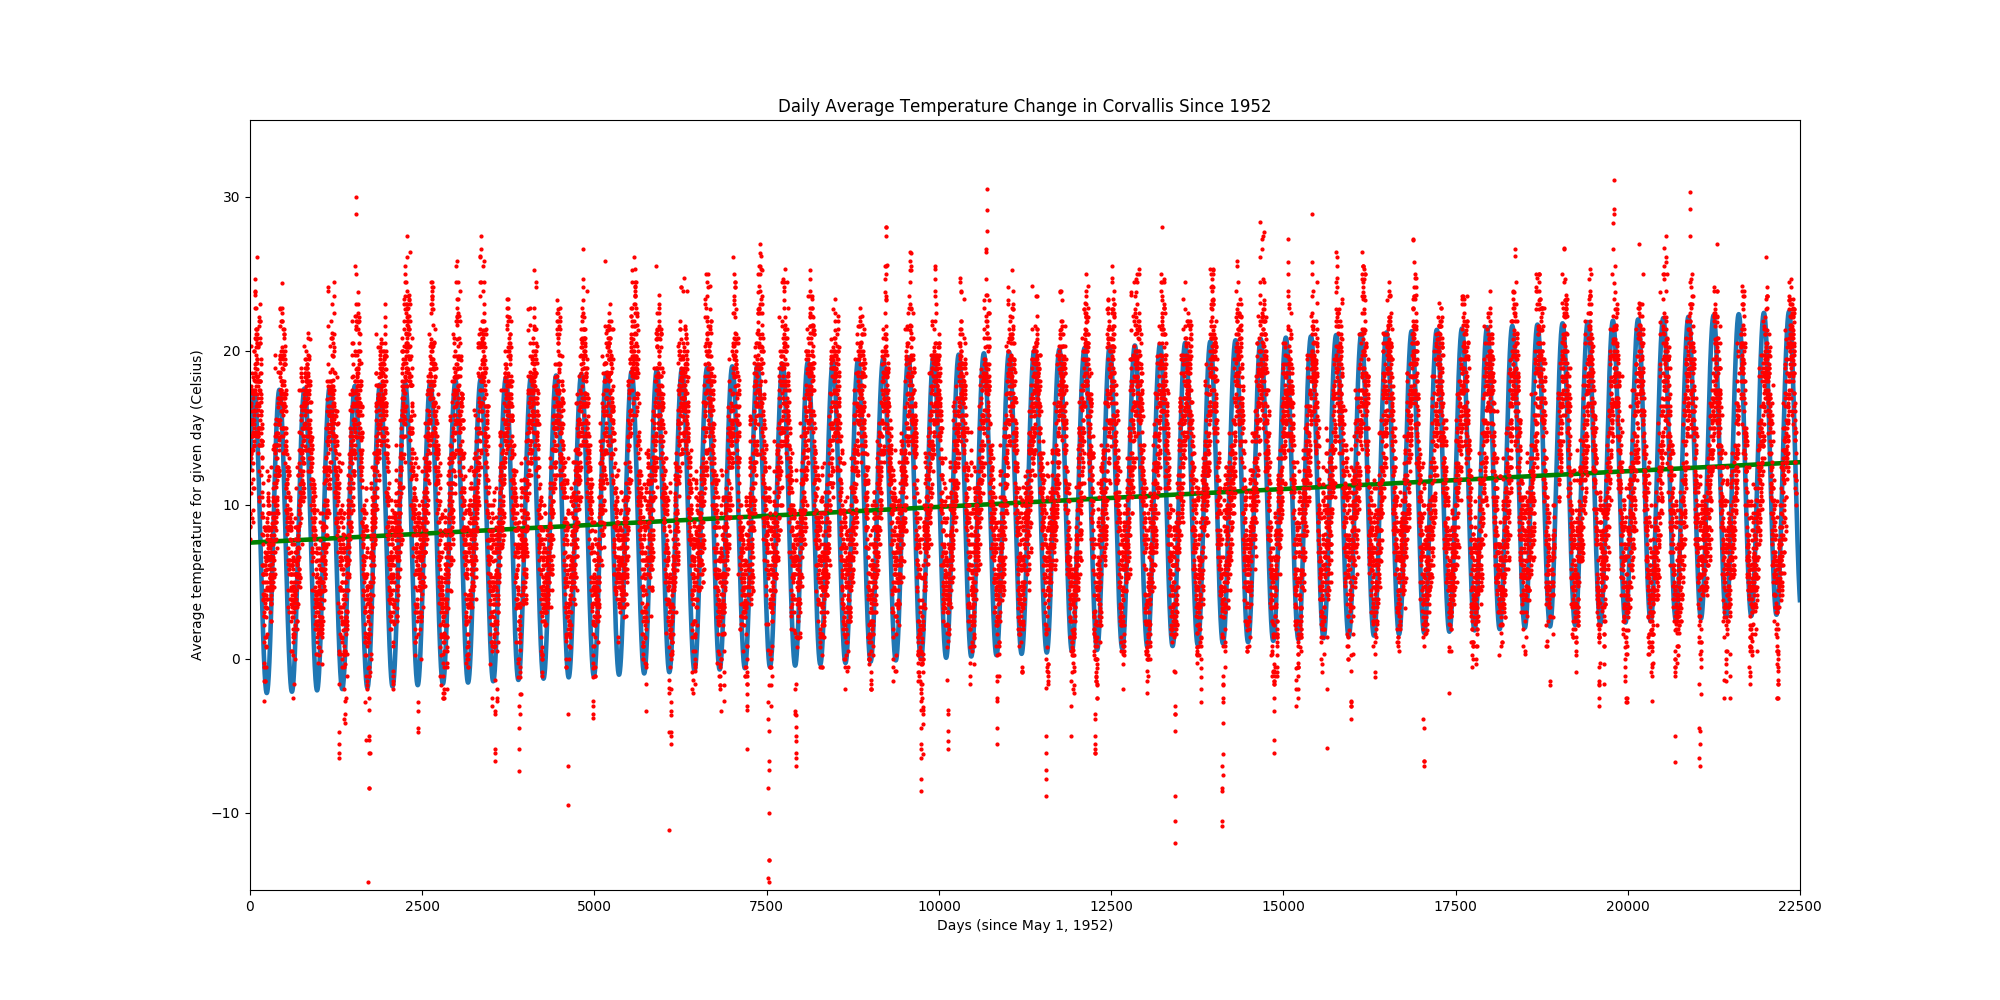 Daily Average Temperature Change in Corvallis Since 1952
Average temperature for given day (Celsius)
30
20
10
0
−10
0 2500 5000 7500 10000 12500 15000 17500 20000 22500
Days (since May 1, 1952)